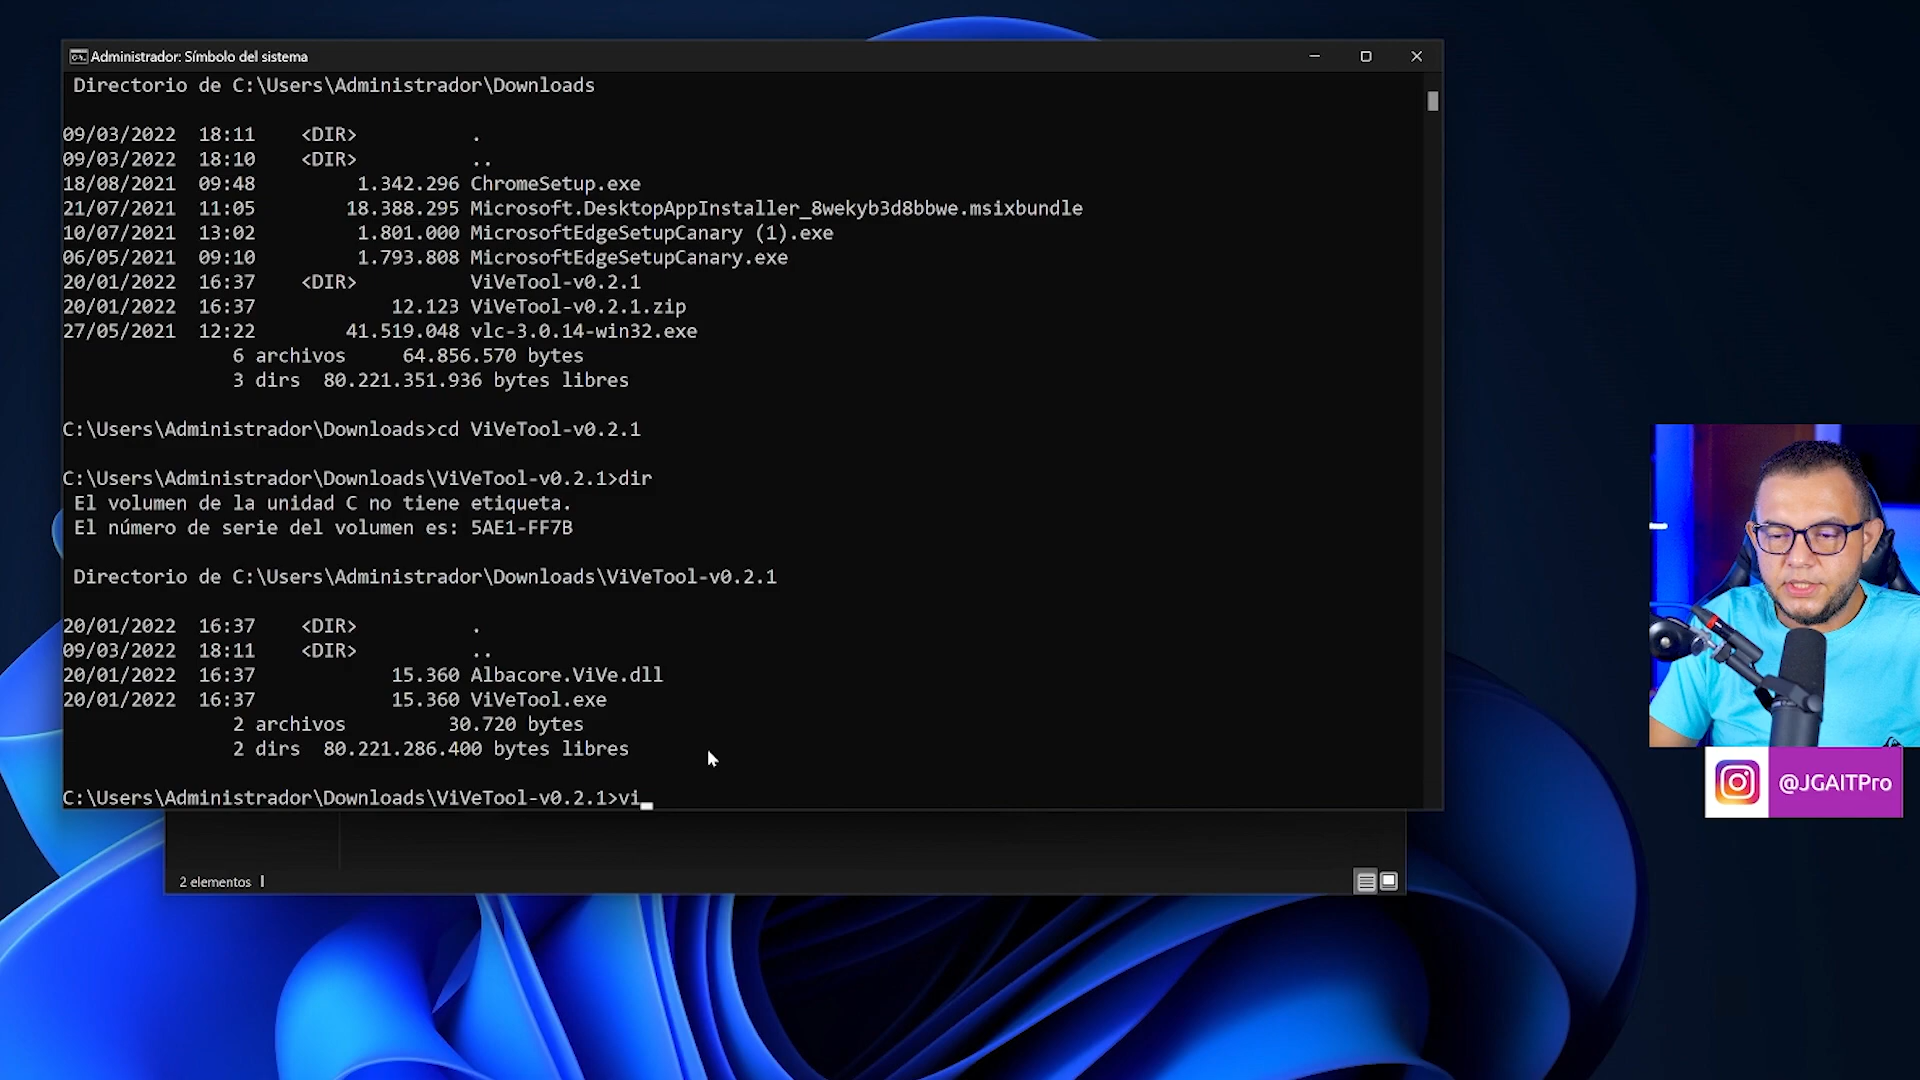 Administrador: Símbolo del sistema
Directorio de C:\Users\Administrador\Downloads
09/03/2022 18:11 <DIR> .
09/03/2022 18:10 <DIR> ..
18/08/2021 09:48 1.342.296 ChromeSetup.exe
21/07/2021 11:05 18.388.295 Microsoft.DesktopAppInstaller_8wekyb3d8bbwe.msixbundle
10/07/2021 13:02 1.801.000 MicrosoftEdgeSetupCanary (1).exe
06/05/2021 09:10 1.793.808 MicrosoftEdgeSetupCanary.exe
20/01/2022 16:37 <DIR> ViVeTool-v0.2.1
20/01/2022 16:37 12.123 ViVeTool-v0.2.1.zip
27/05/2021 12:22 41.519.048 vlc-3.0.14-win32.exe
6 archivos 64.856.570 bytes
3 dirs 80.221.351.936 bytes libres
C:\Users\Administrador\Downloads>cd ViVeTool-v0.2.1
C:\Users\Administrador\Downloads\ViVeTool-v0.2.1>dir
El volumen de la unidad C no tiene etiqueta.
El número de serie del volumen es: 5AE1-FF7B
Directorio de C:\Users\Administrador\Downloads\ViVeTool-v0.2.1
20/01/2022 16:37 <DIR> .
09/03/2022 18:11 <DIR> ..
20/01/2022 16:37 15.360 Albacore.ViVe.dll
20/01/2022 16:37 15.360 ViVeTool.exe
2 archivos 30.720 bytes
2 dirs 80.221.286.400 bytes libres
C:\Users\Administrador\Downloads\ViVeTool-v0.2.1>vi
2 elementos
@JGAITPro